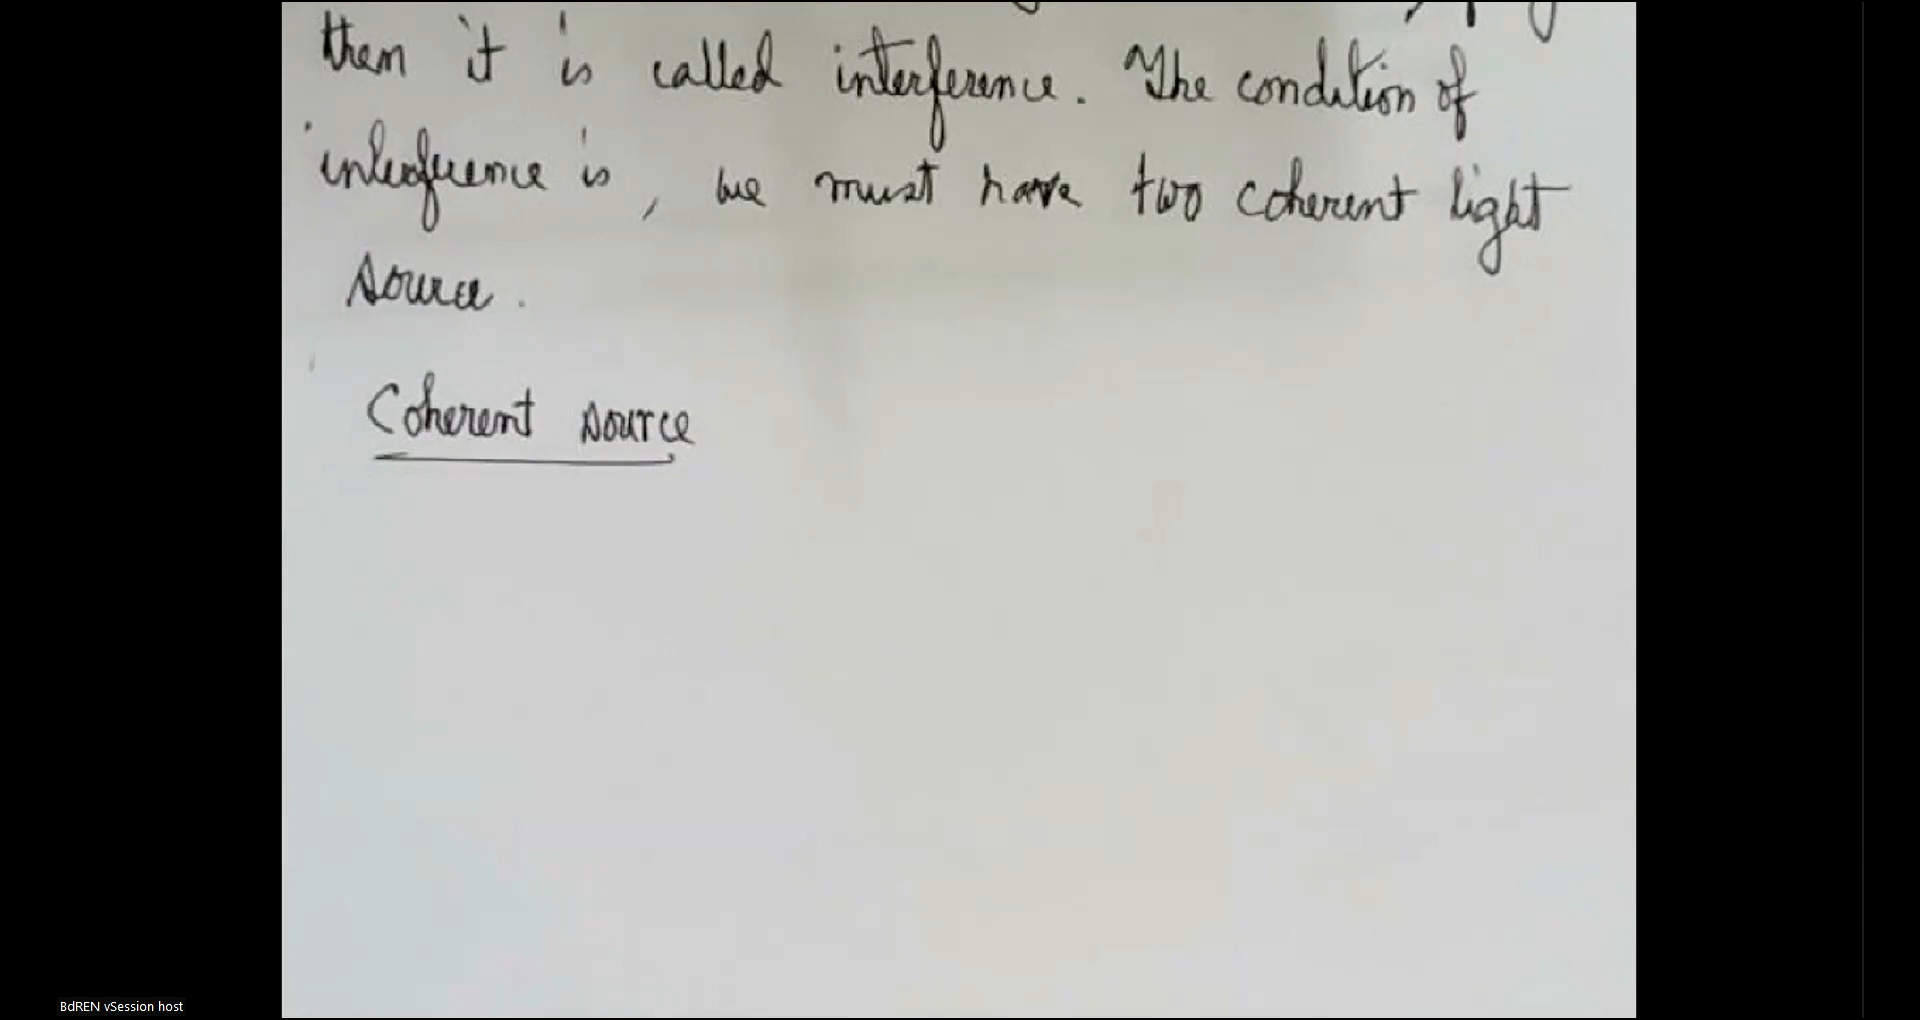 then it is called interference. The condition of
interference is, we must have two coherent light
source.
Coherent source
BdREN vSession host